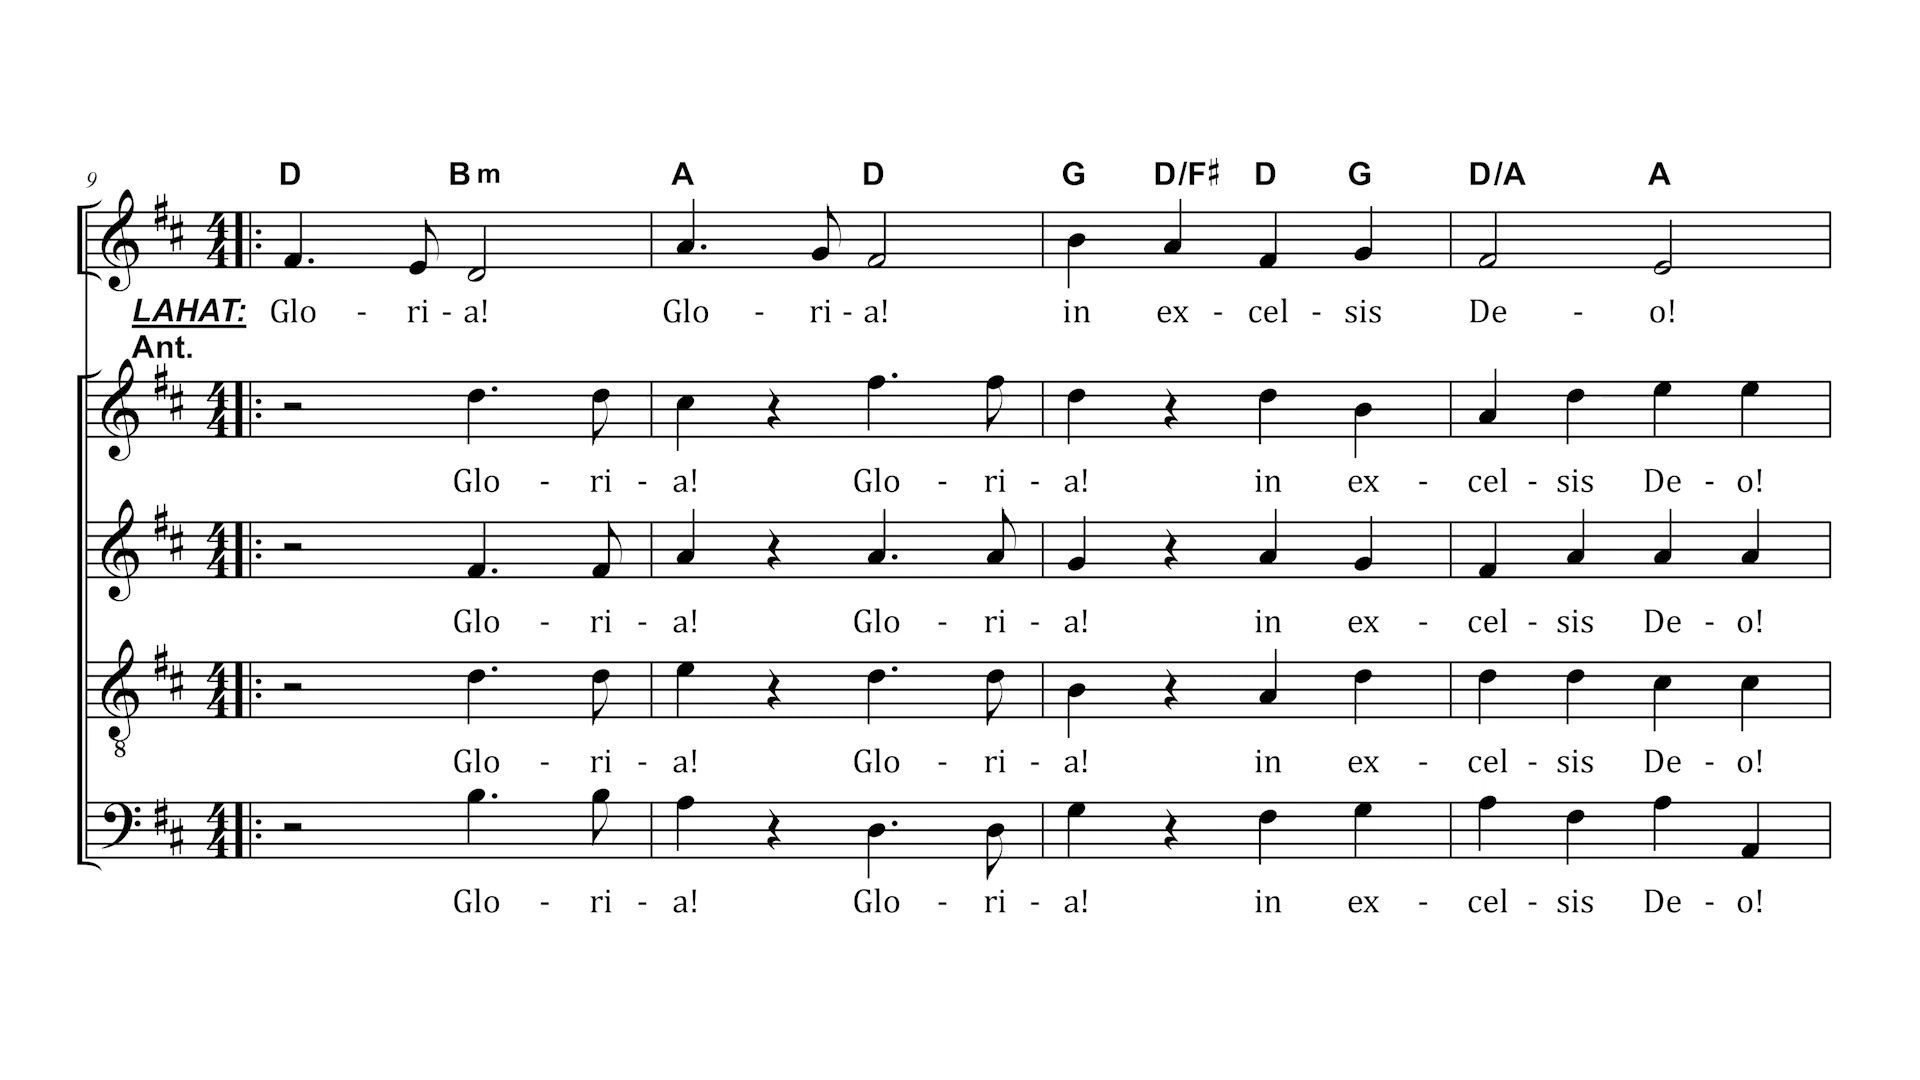 9
D Bm A D G D/F♯ D G D/A A
LAHAT: Glo - ri - a! Glo - ri - a! in ex - cel - sis De - o!
Ant.
Glo - ri - a! Glo - ri - a! in ex - cel - sis De - o!
Glo - ri - a! Glo - ri - a! in ex - cel - sis De - o!
8
Glo - ri - a! Glo - ri - a! in ex - cel - sis De - o!
Glo - ri - a! Glo - ri - a! in ex - cel - sis De - o!